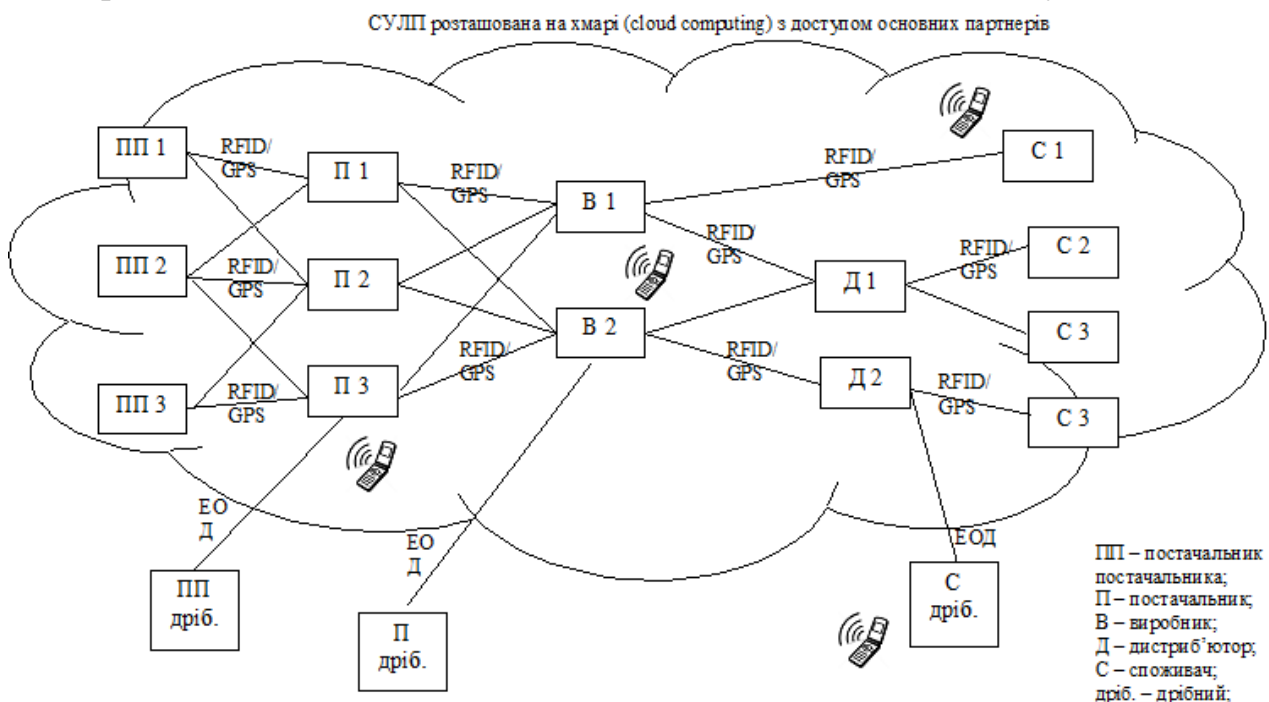 СУЛП розташована на хмарі (cloud computing) з доступом основних партнерів
ПП 1
RFID/
GPS
П 1
RFID/
GPS
В 1
RFID/
GPS
С 1
ПП 2
RFID/
GPS
П 2
RFID/
GPS
Д 1
RFID/
GPS
С 2
В 2
С 3
ПП 3
RFID/
GPS
П 3
RFID/
GPS
RFID/
GPS
Д 2
RFID/
GPS
С 3
ЕО
Д
ЕО
Д
ЕОД
ПП
дріб.
П
дріб.
С
дріб.
ПП – постачальник
постачальника;
П – постачальник;
В – виробник;
Д – дистриб’ютор;
С – споживач;
дріб. – дрібний;